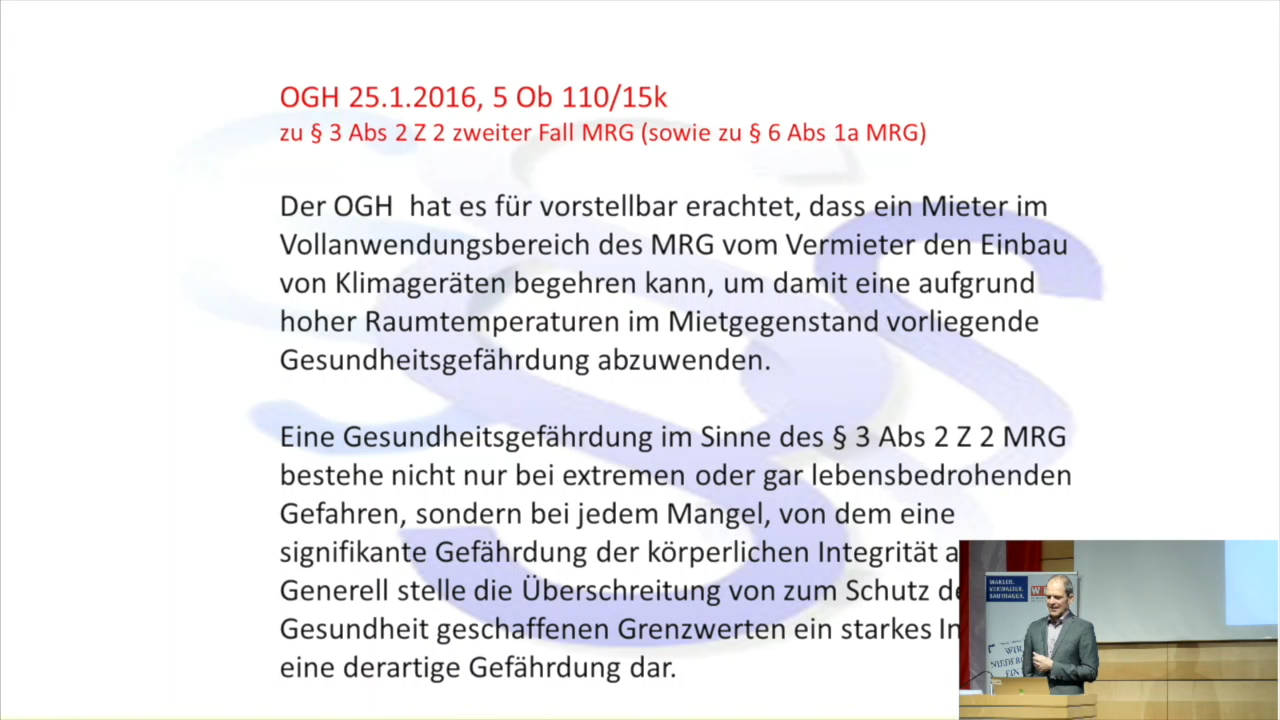 OGH 25.1.2016, 5 Ob 110/15k
zu § 3 Abs 2 Z 2 zweiter Fall MRG (sowie zu § 6 Abs 1a MRG)
Der OGH hat es für vorstellbar erachtet, dass ein Mieter im
Vollanwendungsbereich des MRG vom Vermieter den Einbau
von Klimageräten begehren kann, um damit eine aufgrund
hoher Raumtemperaturen im Mietgegenstand vorliegende
Gesundheitsgefährdung abzuwenden.
Eine Gesundheitsgefährdung im Sinne des § 3 Abs 2 Z 2 MRG
bestehe nicht nur bei extremen oder gar lebensbedrohenden
Gefahren, sondern bei jedem Mangel, von dem eine
signifikante Gefährdung der körperlichen Integrität
Generell stelle die Überschreitung von zum Schutz
Gesundheit geschaffenen Grenzwerten ein starkes
eine derartige Gefährdung dar.
MAKLER.
VERWALTER.
BAUTRÄGER.
WIR